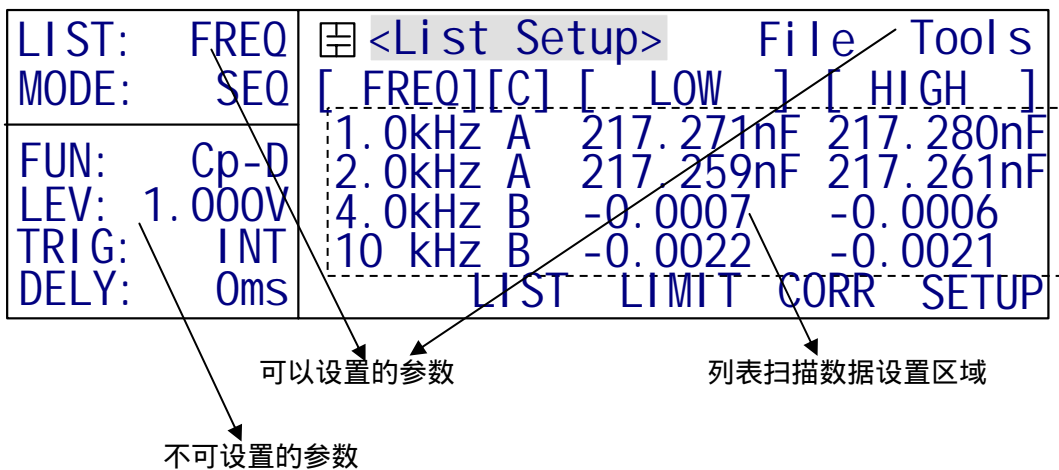 LIST: FREQ
MODE: SEQ
FUN: Cp-D
LEV: 1.000V
TRIG: INT
DELY: 0ms
<List Setup> File Tools
[ FREQ][C] [ LOW ] [ HIGH ]
1.0kHz A 217.271nF 217.280nF
2.0kHz A 217.259nF 217.261nF
4.0kHz B -0.0007 -0.0006
10 kHz B -0.0022 -0.0021
LIST LIMIT CORR SETUP
可以设置的参数
列表扫描数据设置区域
不可设置的参数